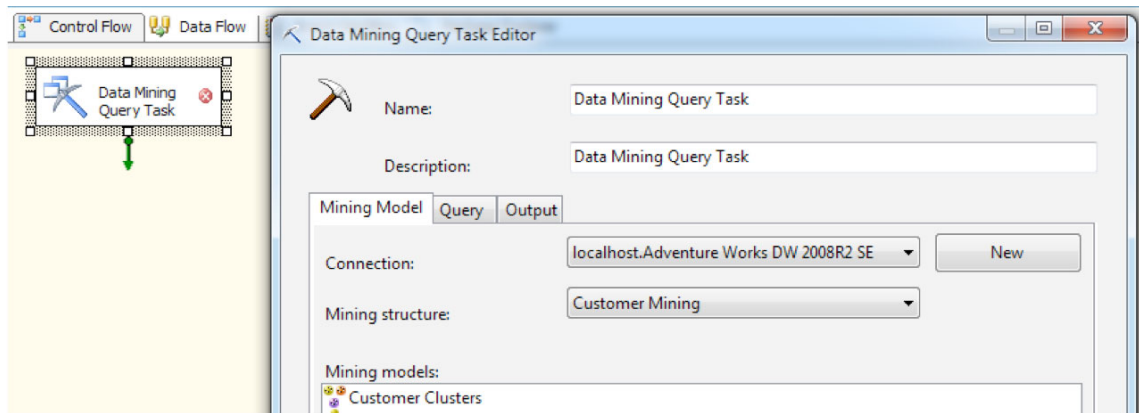 Control Flow
Data Flow
Data Mining Query Task Editor
Data Mining
Query Task
Name:
Data Mining Query Task
Description:
Data Mining Query Task
Mining Model
Query
Output
Connection:
localhost.Adventure Works DW 2008R2 SE
New
Mining structure:
Customer Mining
Mining models:
Customer Clusters